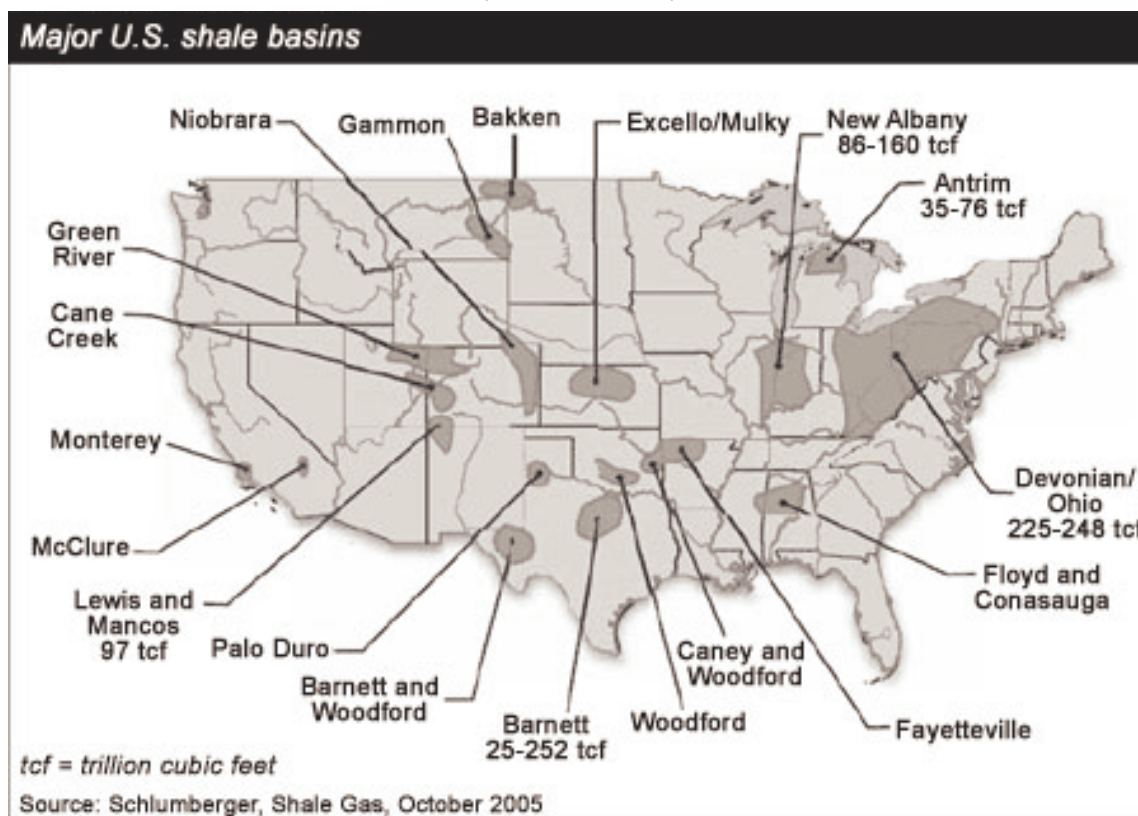 Major U.S. shale basins
Niobrara
Gammon
Bakken
Excello/Mulky
New Albany
86-160 tcf
Antrim
35-76 tcf
Green
River
Cane
Creek
Monterey
McClure
Lewis and
Mancos
97 tcf
Palo Duro
Barnett and
Woodford
Barnett
25-252 tcf
Woodford
Caney and
Woodford
Fayetteville
Floyd and
Conasauga
Devonian/
Ohio
225-248 tcf
tcf = trillion cubic feet
Source: Schlumberger, Shale Gas, October 2005